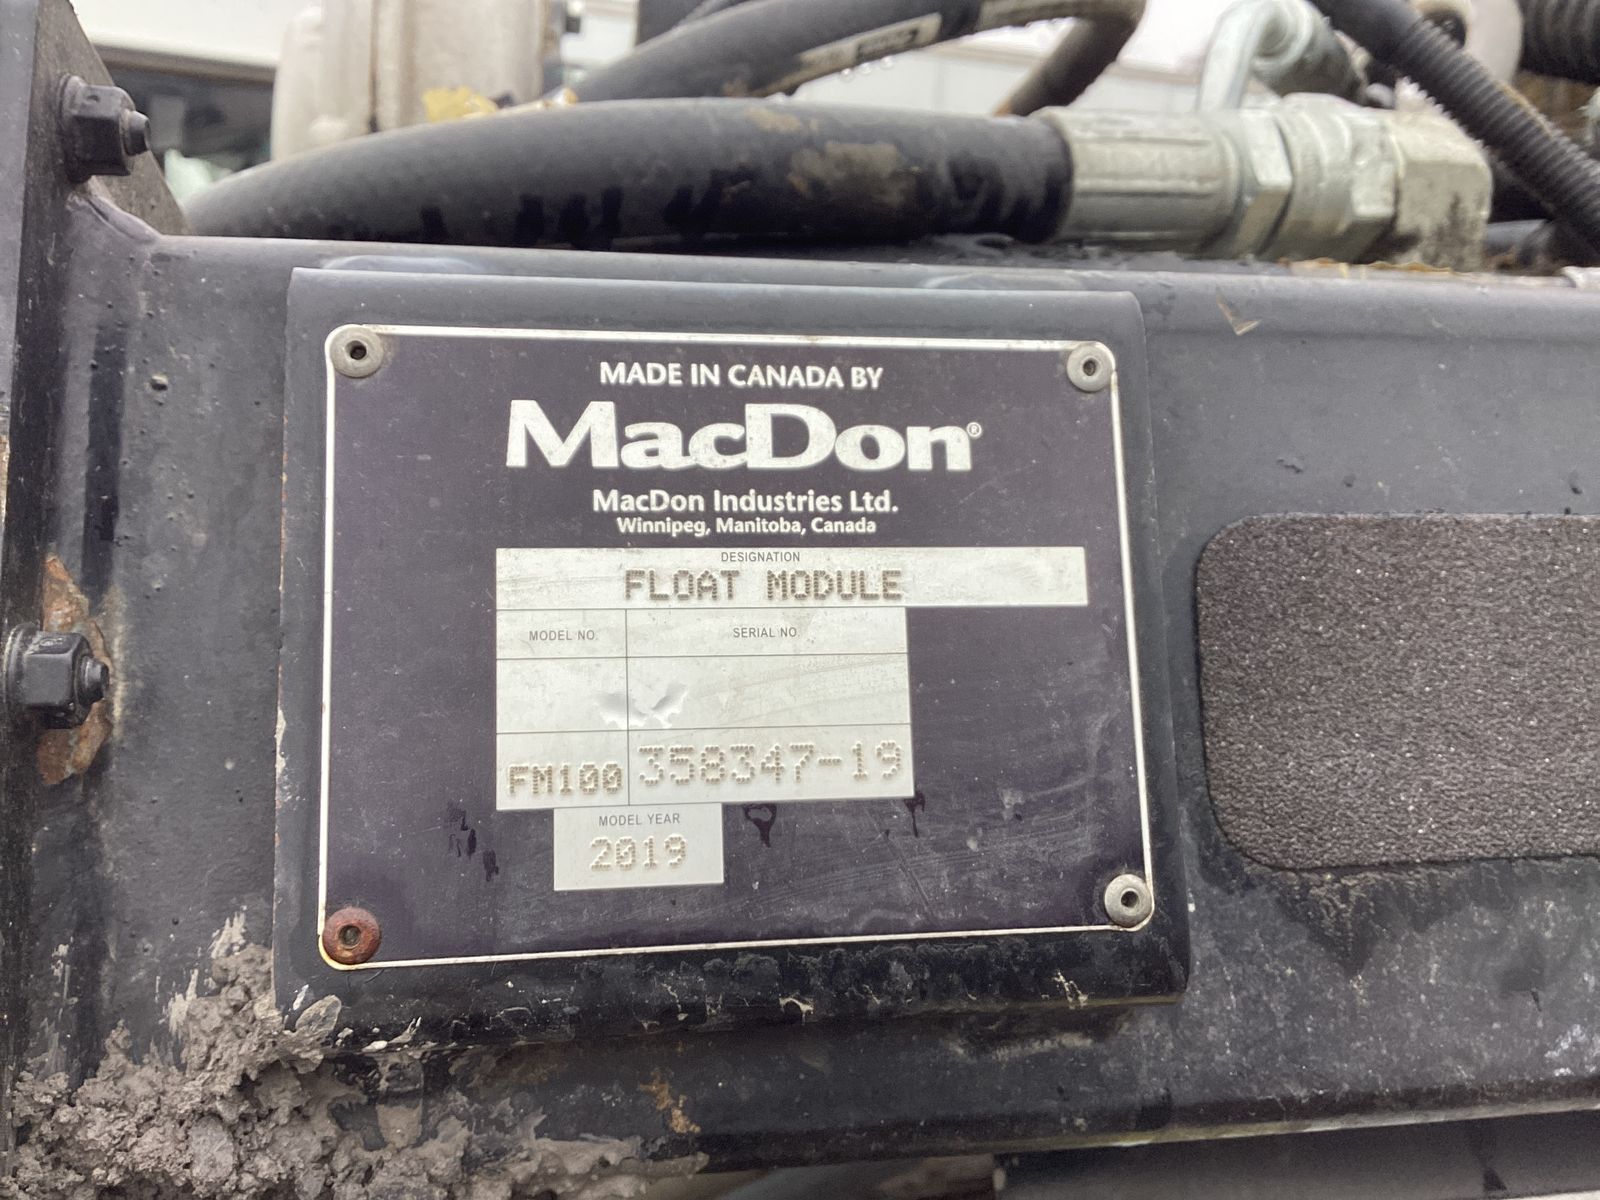 MADE IN CANADA BY
MacDon®
MacDon Industries Ltd.
Winnipeg, Manitoba, Canada
DESIGNATION
FLOAT MODULE
MODEL NO. SERIAL NO.
FM100 358347-19
MODEL YEAR
2019